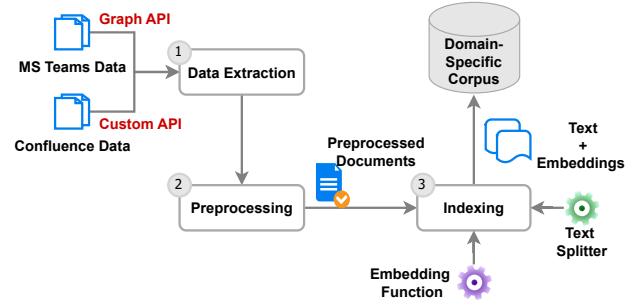 Graph API
MS Teams Data
Custom API
Confluence Data
1
Data Extraction
2
Preprocessing
Preprocessed
Documents
3
Indexing
Domain-
Specific
Corpus
Text
+
Embeddings
Text
Splitter
Embedding
Function